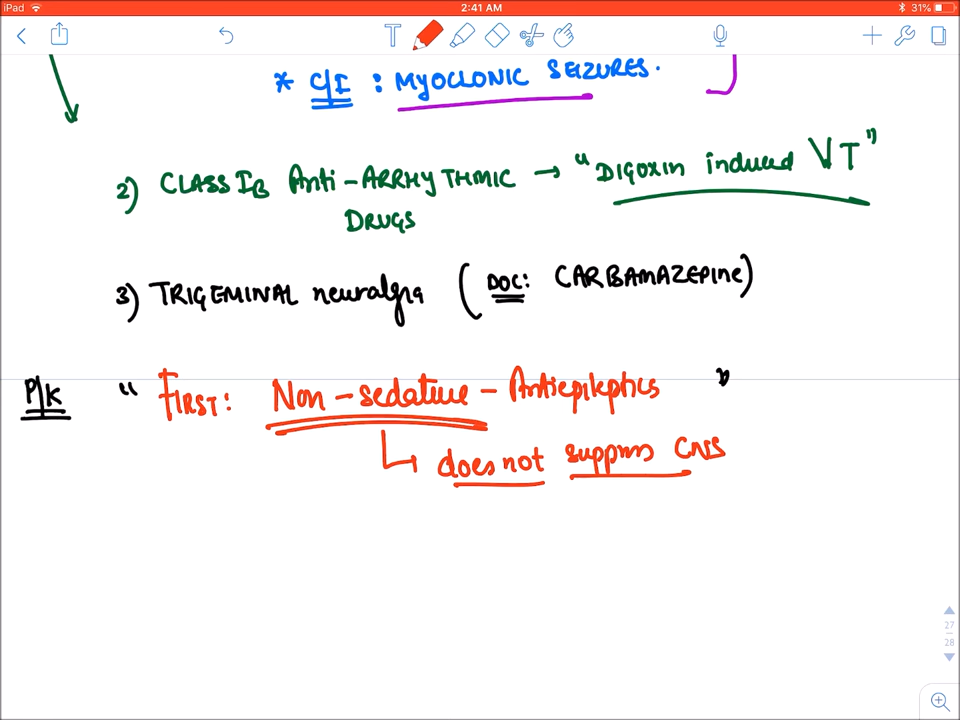 iPad 2:41 AM 31%
* C/I : MYOCLONIC SEIZURES.
2) CLASS IB Anti-ARRHYTHMIC → "DIGOXIN induced VT"
DRUGS
3) TRIGEMINAL neuralgia (DOC: CARBAMAZEPINE)
P/K " FIRST: Non-sedative - Antiepileptics "
does not suppress CNS
27
28